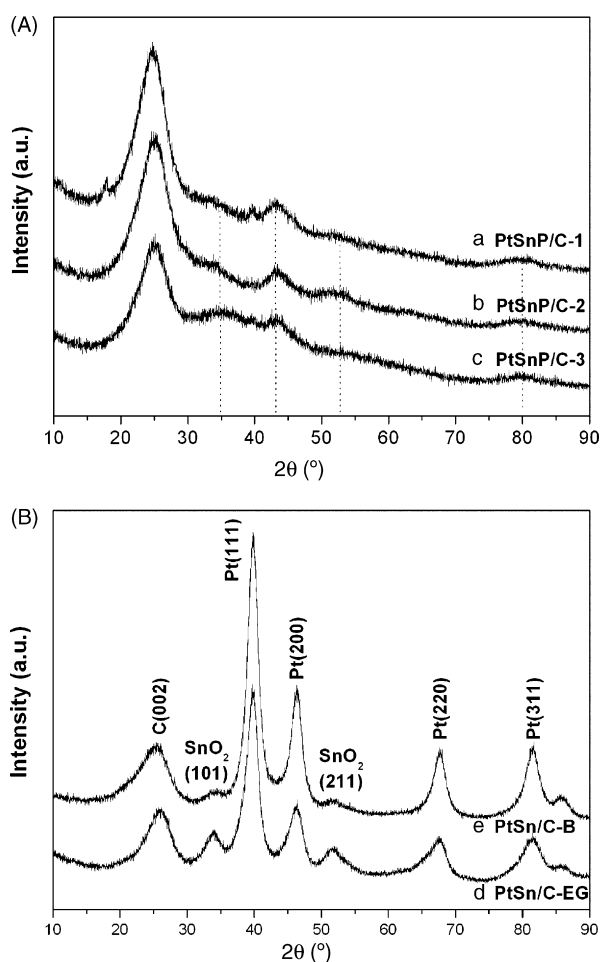 (A)
Intensity (a.u.)
a PtSnP/C-1
b PtSnP/C-2
c PtSnP/C-3
10 20 30 40 50 60 70 80 90
2θ (º)
(B)
Intensity (a.u.)
C(002)
SnO2
(101)
Pt(111)
Pt(200)
SnO2
(211)
Pt(220)
Pt(311)
e PtSn/C-B
d PtSn/C-EG
10 20 30 40 50 60 70 80 90
2θ (º)